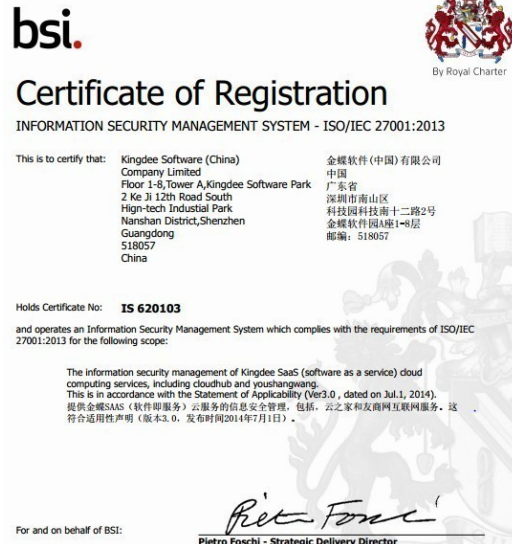 bsi.
By Royal Charter
Certificate of Registration
INFORMATION SECURITY MANAGEMENT SYSTEM - ISO/IEC 27001:2013
This is to certify that:
Kingdee Software (China)
Company Limited
Floor 1-8,Tower A,Kingdee Software Park
2 Ke Ji 12th Road South
Hign-tech Industial Park
Nanshan District,Shenzhen
Guangdong
518057
China
金蝶软件(中国)有限公司
中国
广东省
深圳市南山区
科技园科技南十二路2号
金蝶软件园A座1-8层
邮编：518057
Holds Certificate No: IS 620103
and operates an Information Security Management System which complies with the requirements of ISO/IEC
27001:2013 for the following scope:
The information security management of Kingdee SaaS (software as a service) cloud
computing services, including cloudhub and youshangwang.
This is in accordance with the Statement of Applicability (Ver3.0 , dated on Jul.1, 2014).
提供金蝶SAAS（软件即服务）云服务的信息安全管理，包括，云之家和友商网互联网服务。这
符合适用性声明（版本3.0，发布时间2014年7月1日）.
For and on behalf of BSI:
Pietro Foschi - Strategic Delivery Director